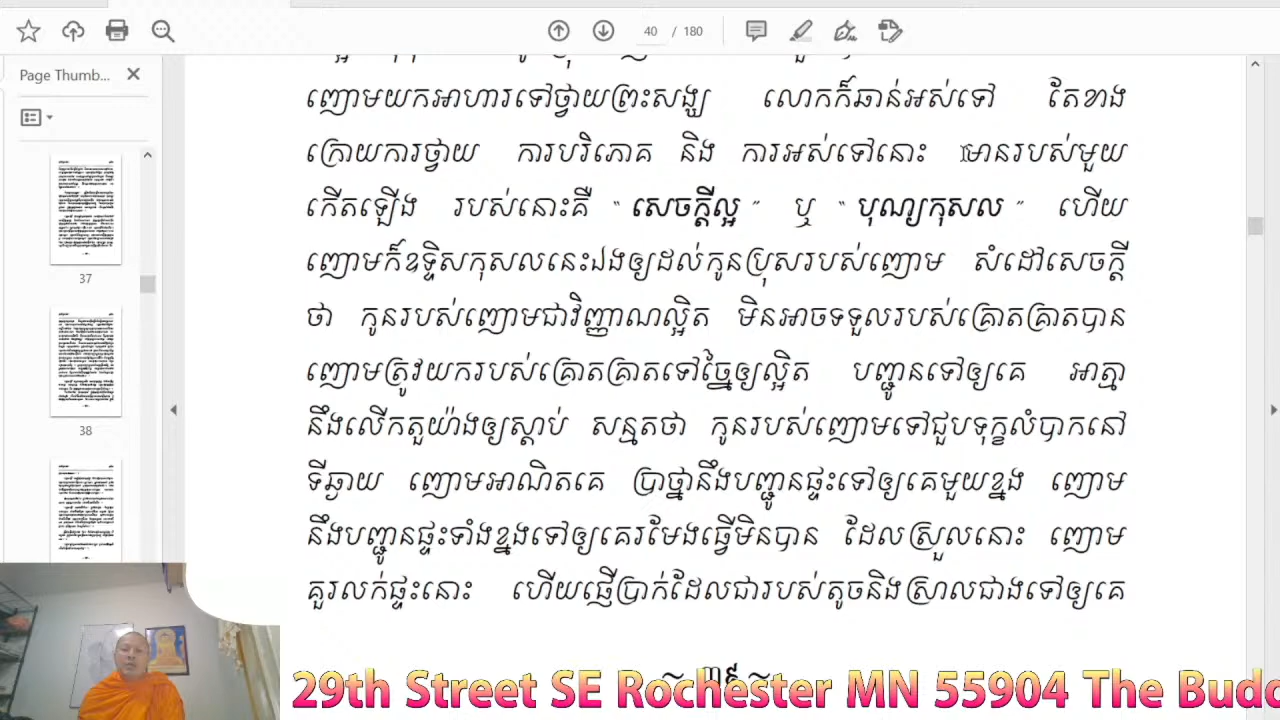 40 / 180
Page Thumb...
ញោមយកអាហារទៅថ្វាយព្រះសង្ឃ លោកក៏ឆាន់អស់ទៅ តែខាង
ក្រោយការថ្វាយ ការបរិភោគ និង ការអស់ទៅនោះ មានរបស់មួយ
កើតឡើង របស់នោះគឺ “ សេចក្តីល្អ ” ឬ “ បុណ្យកុសល ” ហើយ
ញោមក៏ឧទ្ទិសកុសលនេះឯងឲ្យដល់កូនប្រុសរបស់ញោម សំដៅសេចក្តី
ថា កូនរបស់ញោមជាវិញ្ញាណល្អិត មិនអាចទទួលរបស់គ្រោតគ្រាតបាន
ញោមត្រូវយករបស់គ្រោតគ្រាតទៅច្នៃឲ្យល្អិត បញ្ជូនទៅឲ្យគេ អាត្មា
នឹងលើកតួយ៉ាងឲ្យស្តាប់ សន្មតថា កូនរបស់ញោមទៅជួបទុក្ខលំបាកនៅ
ទីឆ្ងាយ ញោមអាណិតគេ ប្រាថ្នានឹងបញ្ជូនផ្ទះទៅឲ្យគេមួយខ្នង ញោម
នឹងបញ្ជូនផ្ទះទាំងខ្នងទៅឲ្យគេរមែងធ្វើមិនបាន ដែលស្រួលនោះ ញោម
គួរលក់ផ្ទះនោះ ហើយផ្ញើប្រាក់ដែលជារបស់តូចនិងស្រាលជាងទៅឲ្យគេ
37
38
29th Street SE Rochester MN 55904 The Budd